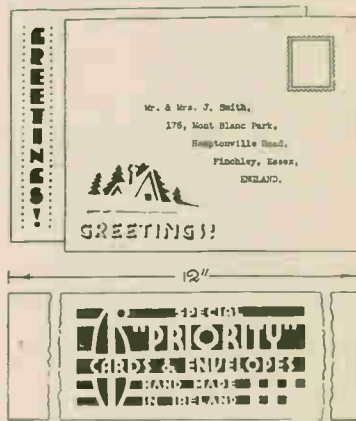 GREETINGS!
Mr. & Mrs. J. Smith,
176, Mont Blanc Park,
Hamptonville Road,
Finchley, Essex,
ENGLAND.
GREETINGS!
12"
SPECIAL
"PRIORITY"
CARDS & ENVELOPES
HAND MADE
IN IRELAND